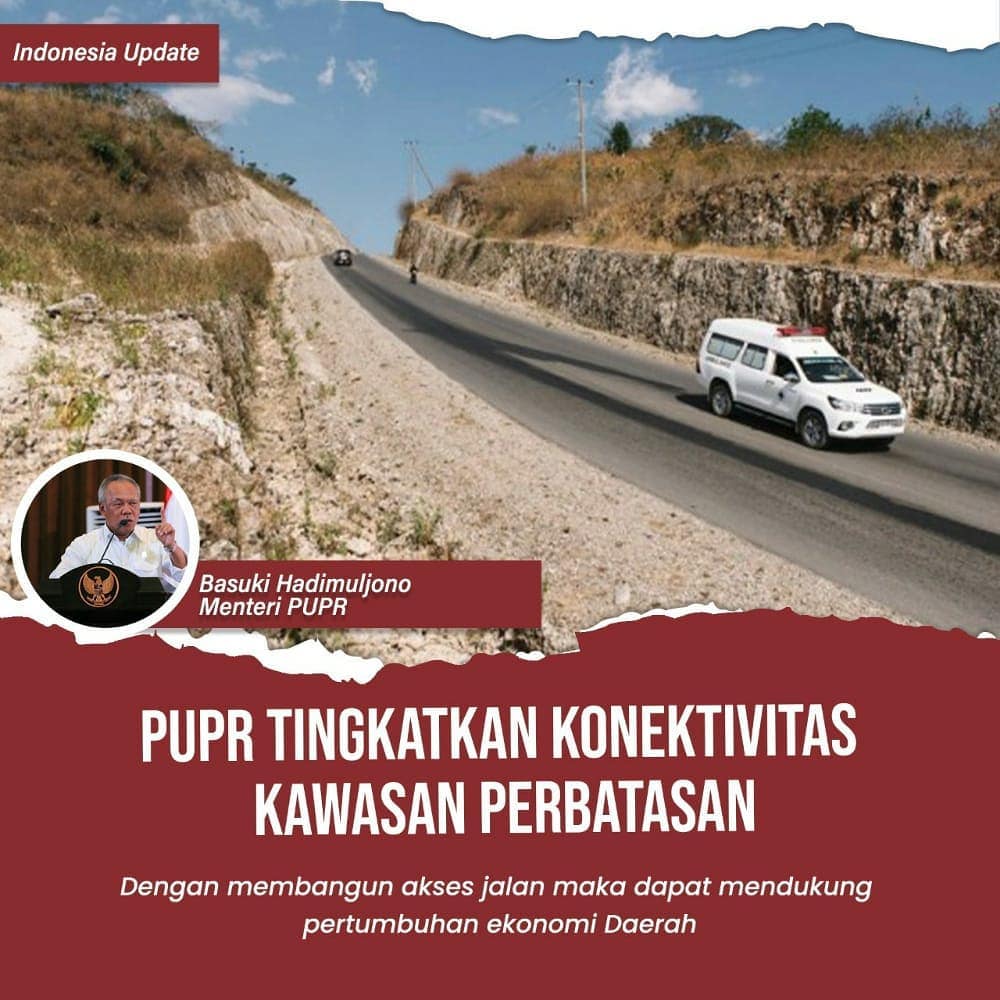 Indonesia Update
Basuki Hadimuljono
Menteri PUPR
PUPR TINGKATKAN KONEKTIVITAS
KAWASAN PERBATASAN
Dengan membangun akses jalan maka dapat mendukung
pertumbuhan ekonomi Daerah